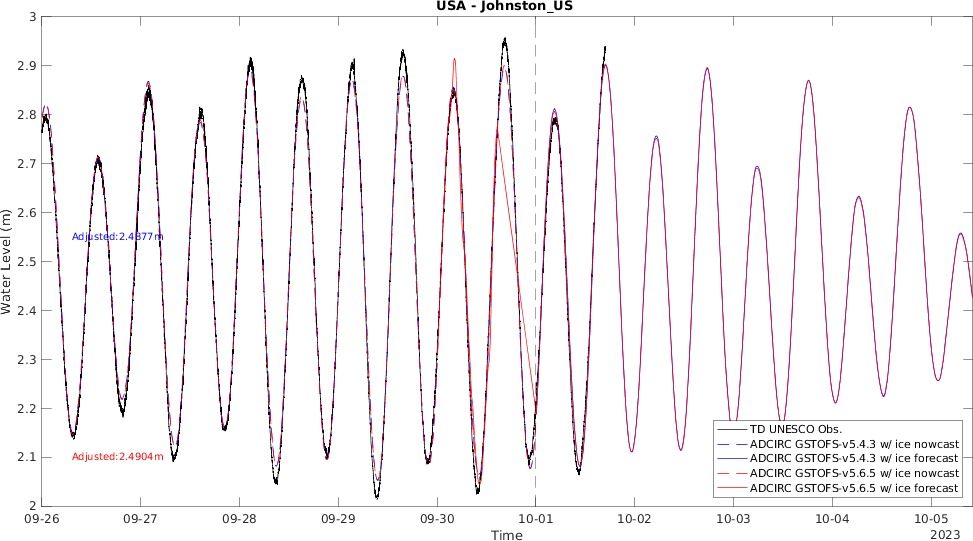 USA - Johnston_US
3
2.9
2.8
2.7
2.6
2.5
2.4
2.3
2.2
2.1
2
Water Level (m)
Adjusted:2.4877m
Adjusted:2.4904m
TD UNESCO Obs.
ADCIRC GSTOFS-v5.4.3 w/ ice nowcast
ADCIRC GSTOFS-v5.4.3 w/ ice forecast
ADCIRC GSTOFS-v5.6.5 w/ ice nowcast
ADCIRC GSTOFS-v5.6.5 w/ ice forecast
09-26 09-27 09-28 09-29 09-30 10-01 10-02 10-03 10-04 10-05
Time 2023